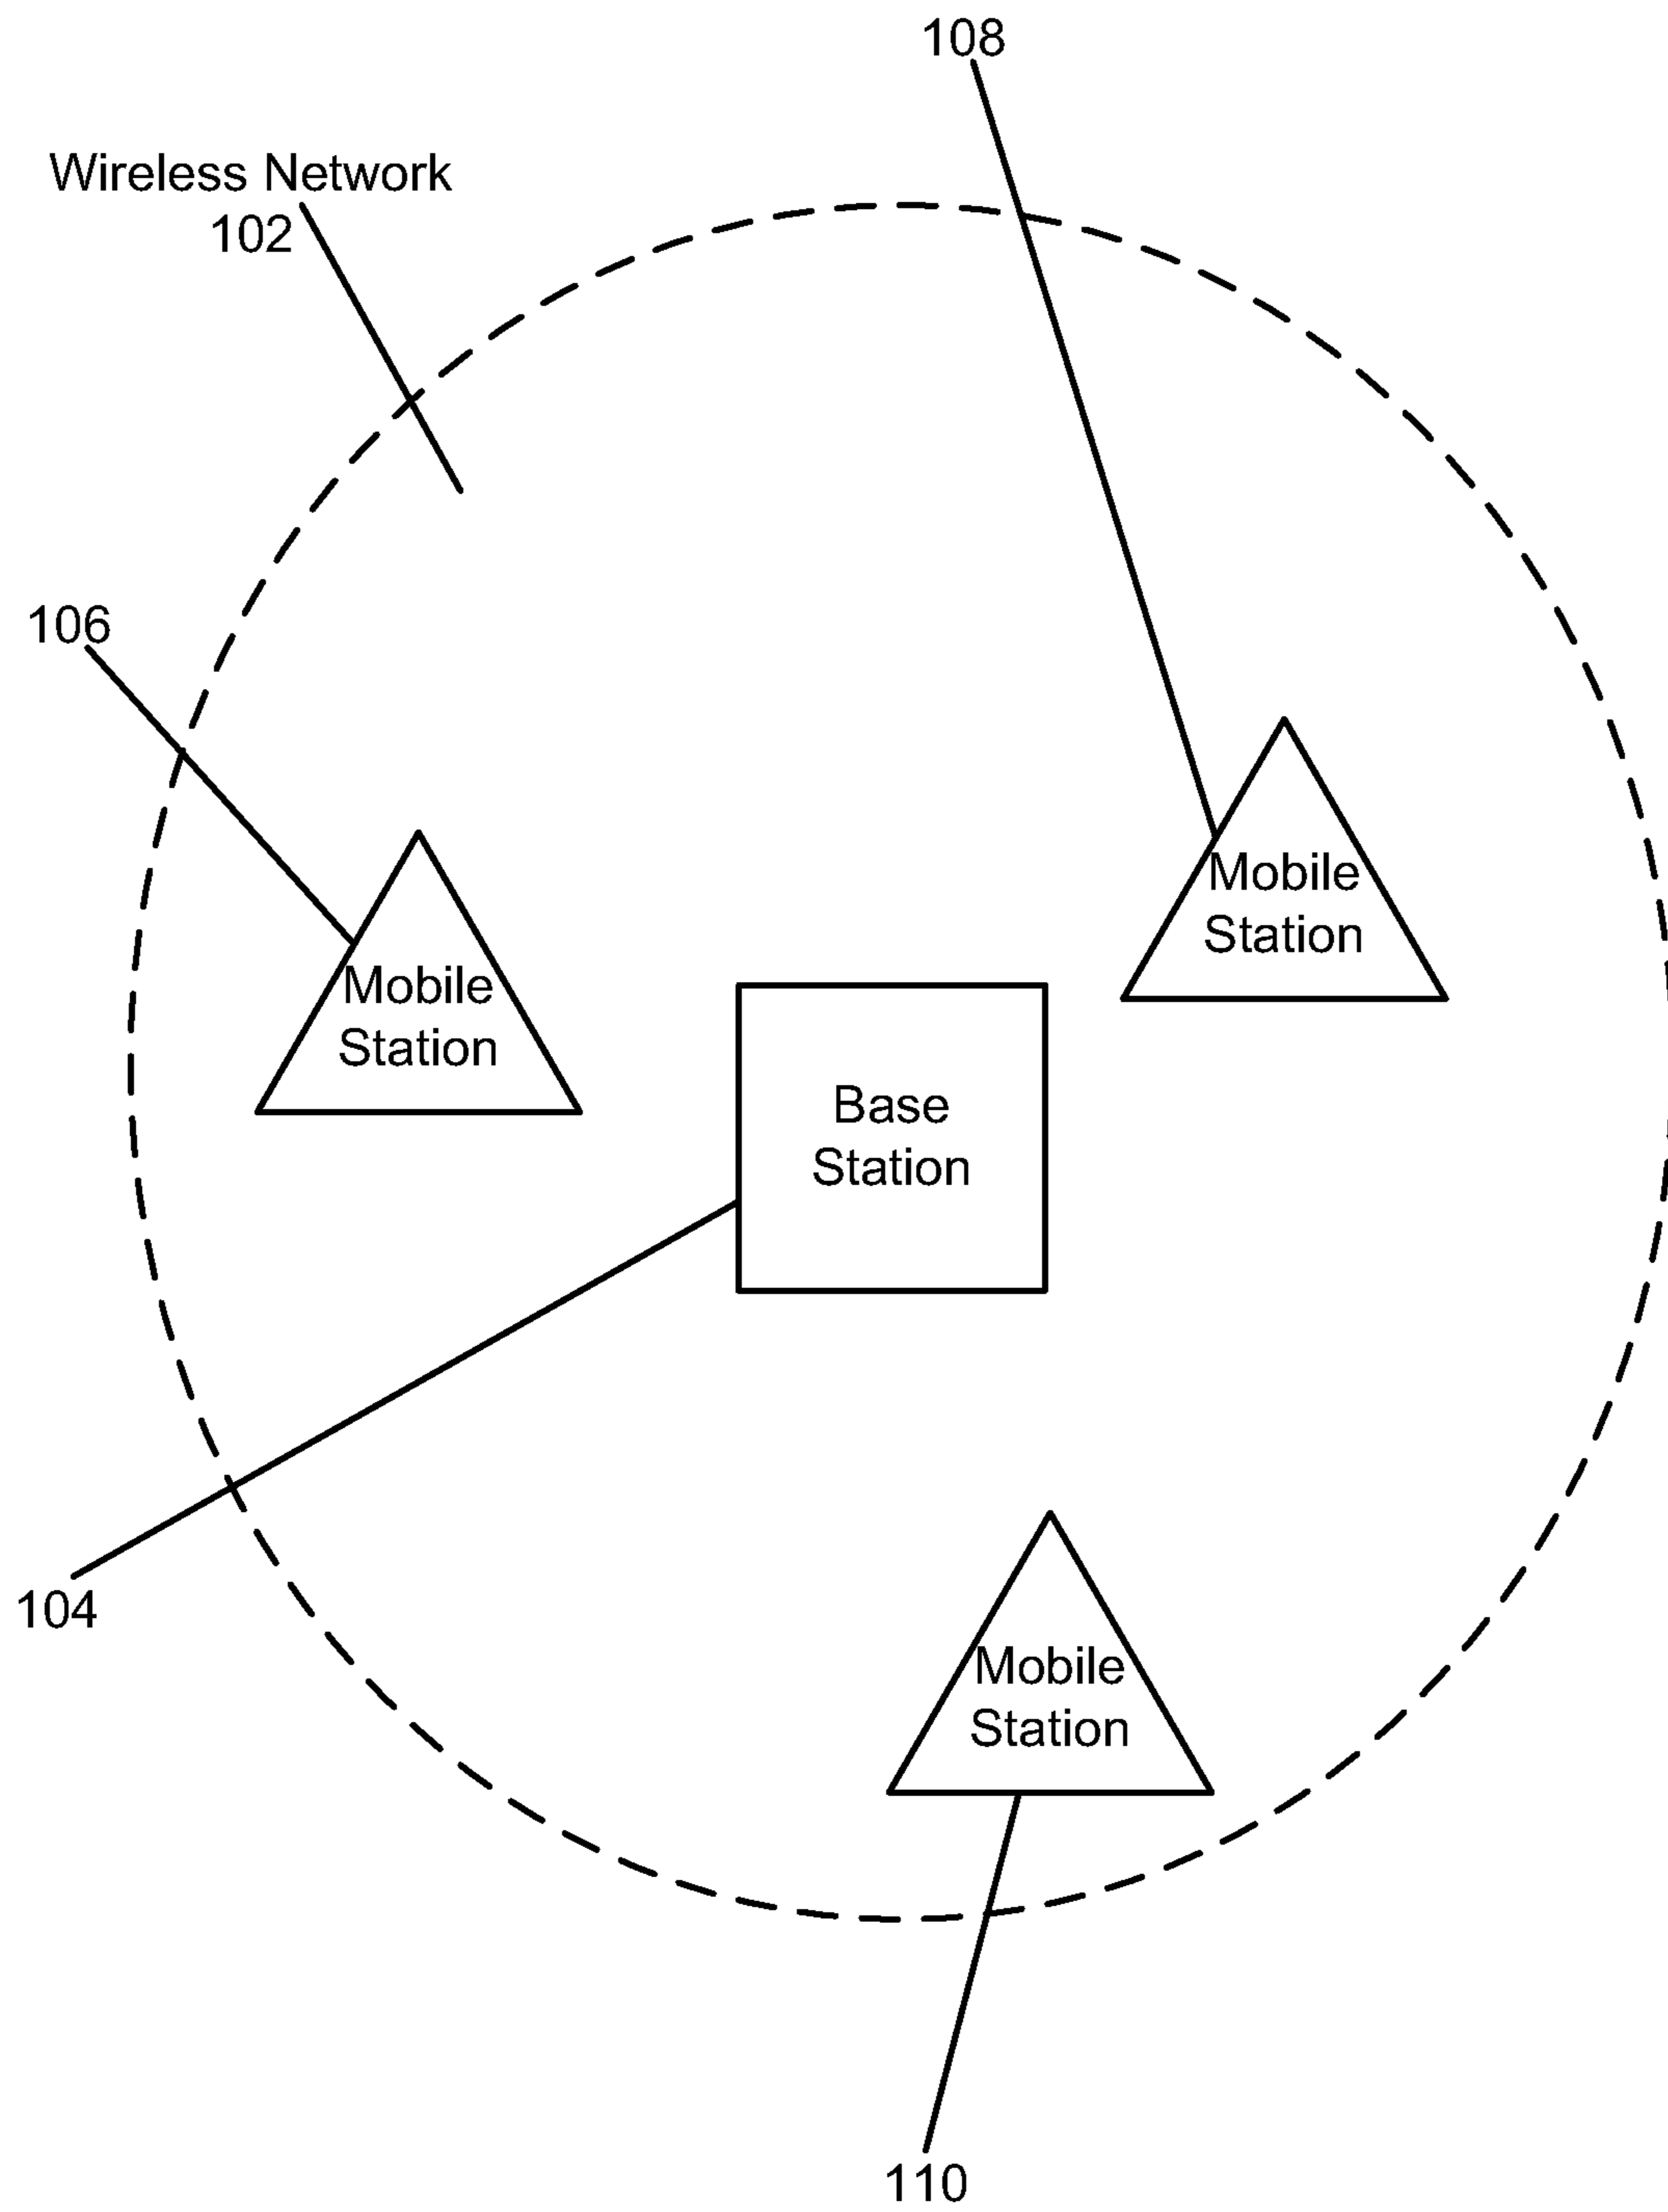 108
Wireless Network
102
106
Mobile
Station
Mobile
Station
Base
Station
104
Mobile
Station
110